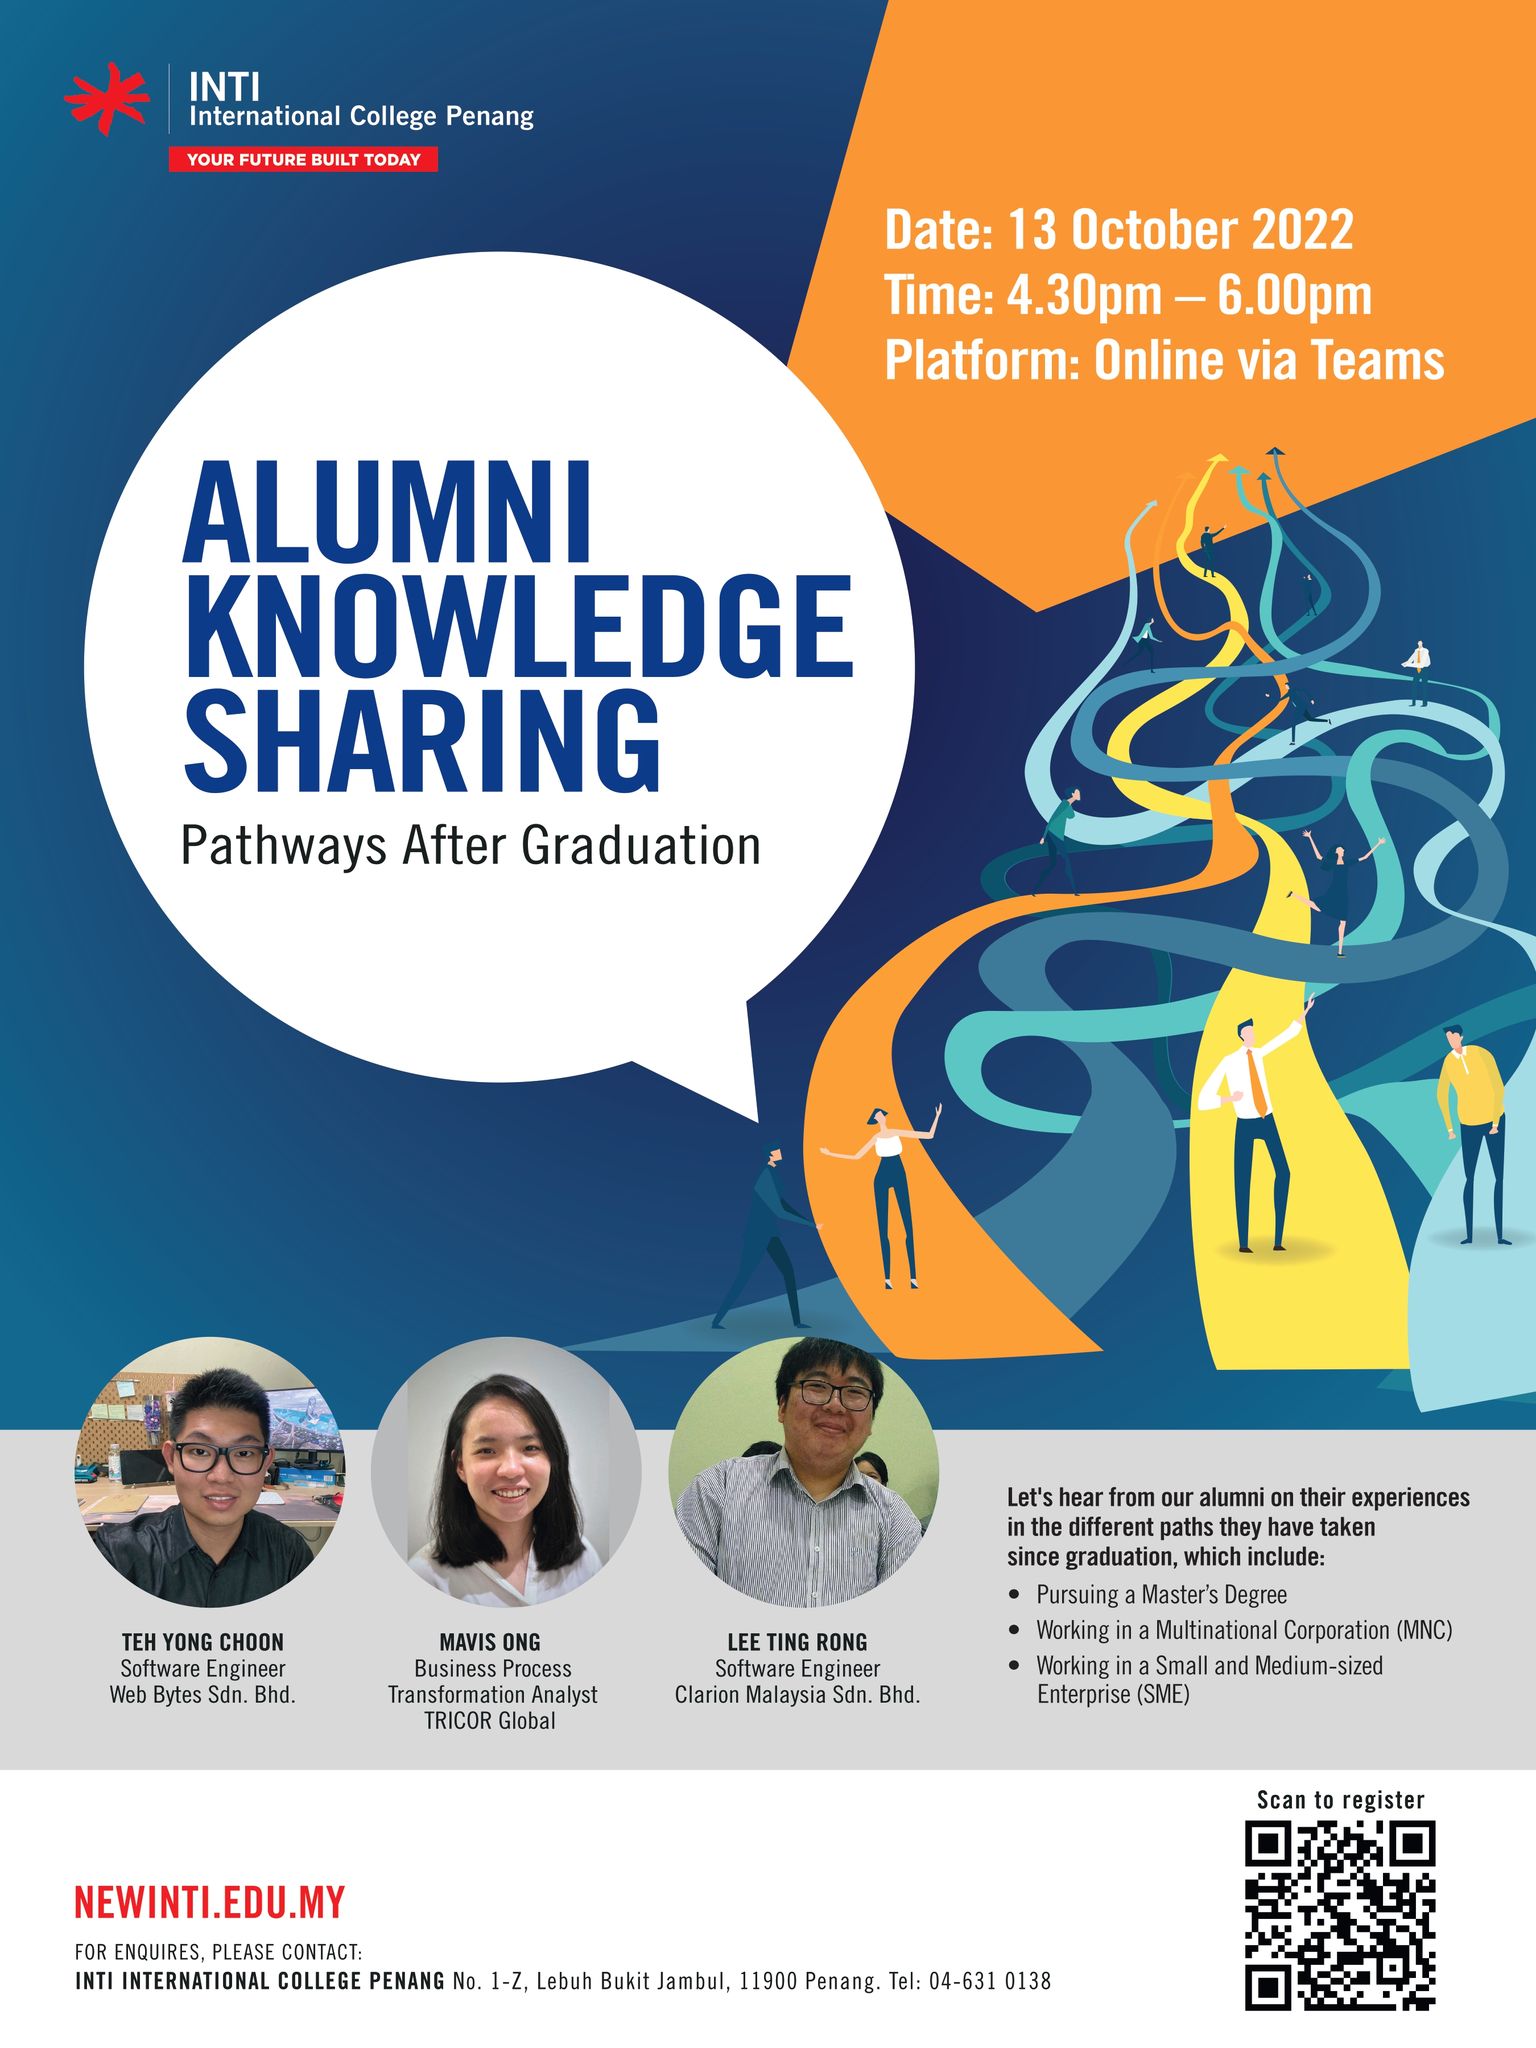 INTI
International College Penang
YOUR FUTURE BUILT TODAY
Date: 13 October 2022
Time: 4.30pm – 6.00pm
Platform: Online via Teams
ALUMNI
KNOWLEDGE
SHARING
Pathways After Graduation
TEH YONG CHOON
Software Engineer
Web Bytes Sdn. Bhd.
MAVIS ONG
Business Process
Transformation Analyst
TRICOR Global
LEE TING RONG
Software Engineer
Clarion Malaysia Sdn. Bhd.
Let's hear from our alumni on their experiences
in the different paths they have taken
since graduation, which include:
• Pursuing a Master’s Degree
• Working in a Multinational Corporation (MNC)
• Working in a Small and Medium-sized
Enterprise (SME)
Scan to register
NEWINTI.EDU.MY
FOR ENQUIRES, PLEASE CONTACT:
INTI INTERNATIONAL COLLEGE PENANG No. 1-Z, Lebuh Bukit Jambul, 11900 Penang. Tel: 04-631 0138